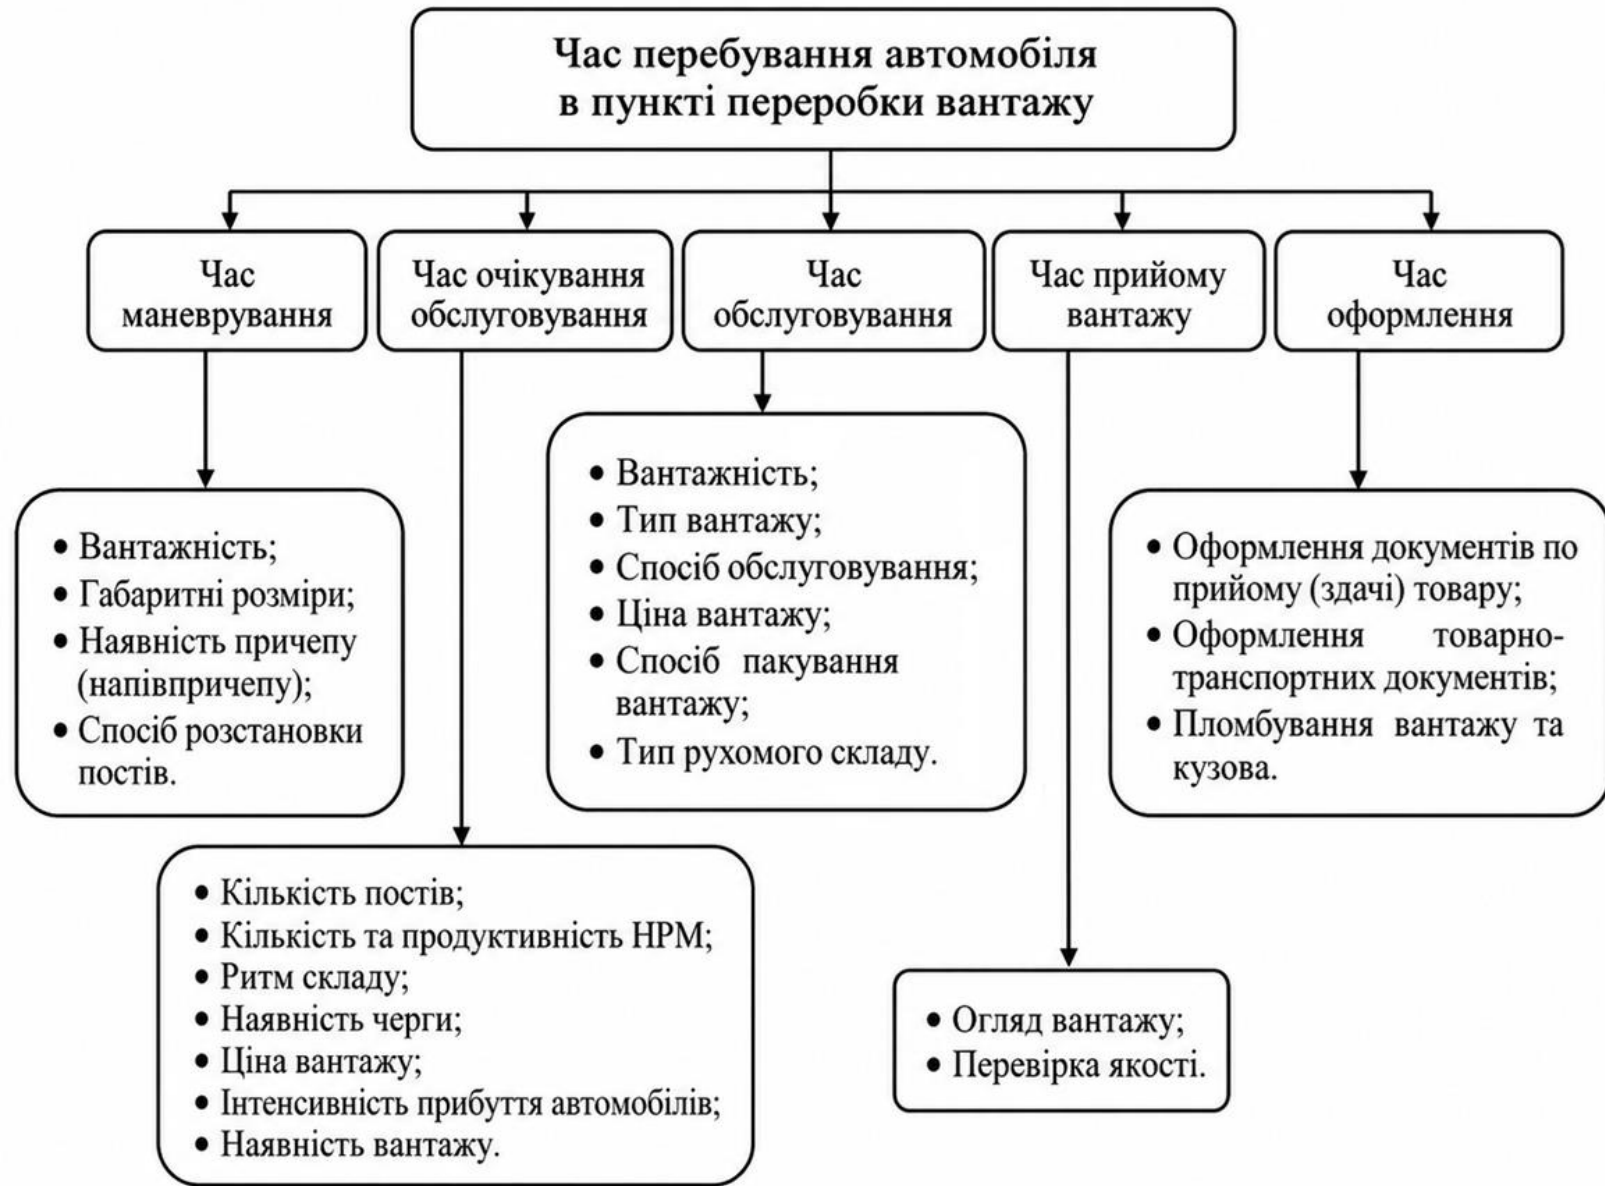 Час перебування автомобіля
в пункті переробки вантажу
Час
маневрування
Час очікування
обслуговування
Час
обслуговування
Час прийому
вантажу
Час
оформлення
• Вантажність;
• Габаритні розміри;
• Наявність причепу
(напівпричепу);
• Спосіб розстановки
постів.
• Кількість постів;
• Кількість та продуктивність НРМ;
• Ритм складу;
• Наявність черги;
• Ціна вантажу;
• Інтенсивність прибуття автомобілів;
• Наявність вантажу.
• Вантажність;
• Тип вантажу;
• Спосіб обслуговування;
• Ціна вантажу;
• Спосіб пакування
вантажу;
• Тип рухомого складу.
• Огляд вантажу;
• Перевірка якості.
• Оформлення документів по
прийому (здачі) товару;
• Оформлення товарно-
транспортних документів;
• Пломбування вантажу та
кузова.